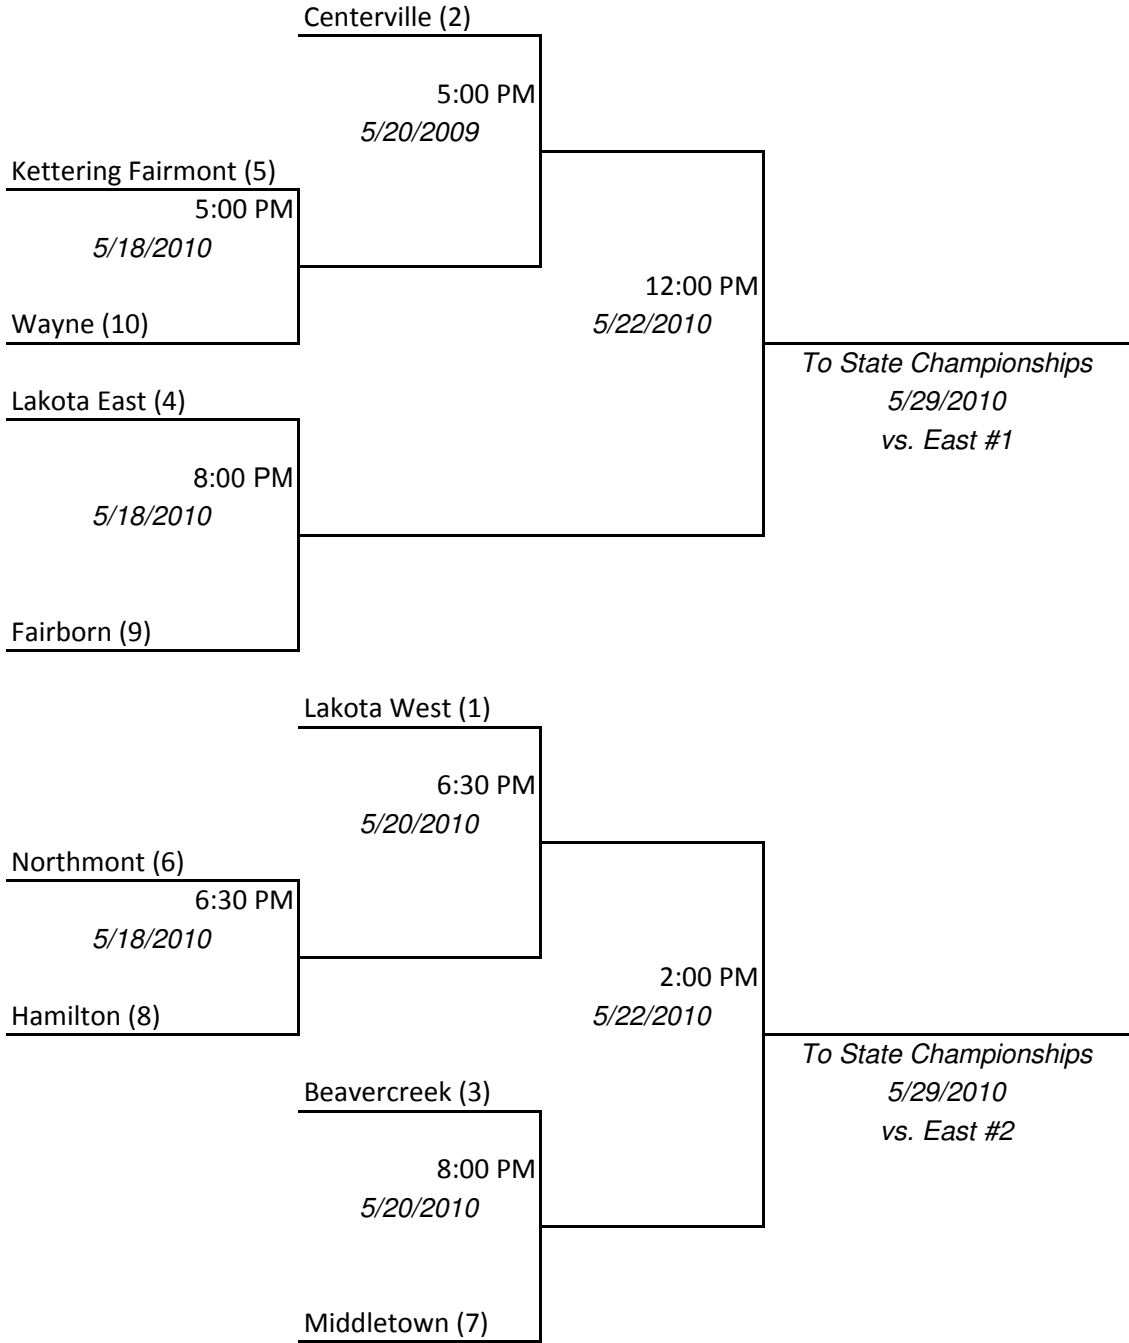 Centerville (2)
5:00 PM
5/20/2009
Kettering Fairmont (5)
5:00 PM
5/18/2010
12:00 PM
Wayne (10)
5/22/2010
To State Championships
Lakota East (4)
5/29/2010
vs. East #1
8:00 PM
5/18/2010
Fairborn (9)
Lakota West (1)
6:30 PM
5/20/2010
Northmont (6)
6:30 PM
5/18/2010
2:00 PM
Hamilton (8)
5/22/2010
To State Championships
Beavercreek (3)
5/29/2010
vs. East #2
8:00 PM
5/20/2010
Middletown (7)